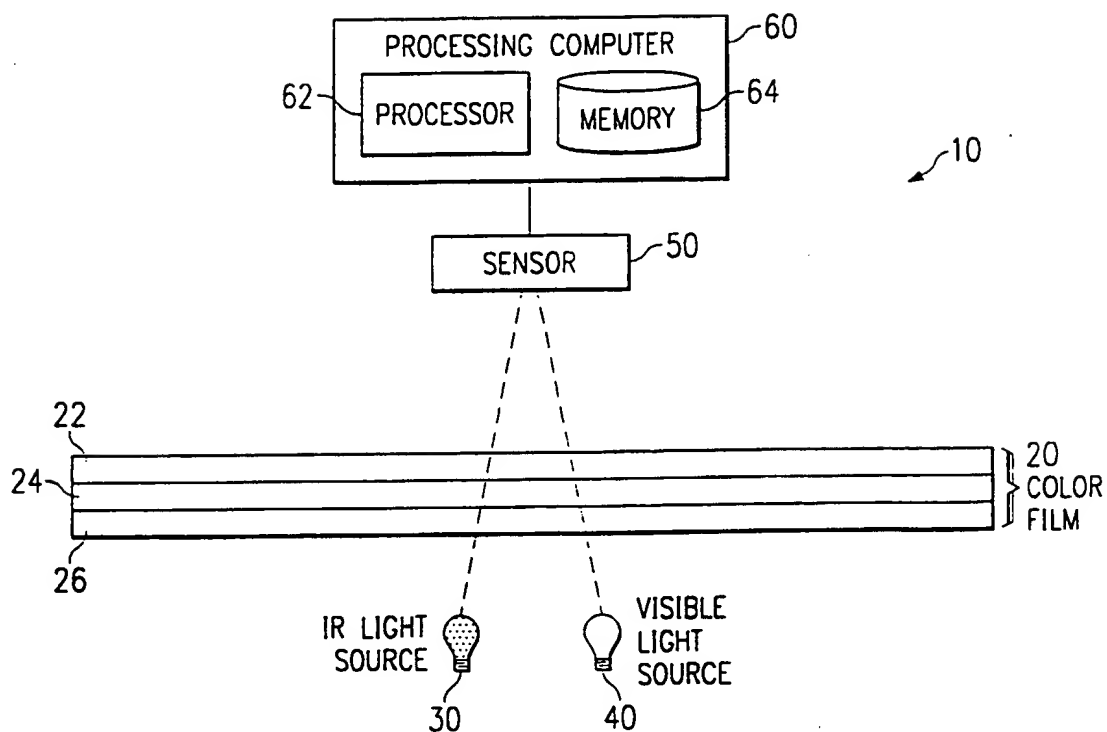 PROCESSING COMPUTER
60
62
PROCESSOR
MEMORY
64
10
SENSOR
50
22
24
26
20
COLOR
FILM
IR LIGHT
SOURCE
30
VISIBLE
LIGHT
SOURCE
40